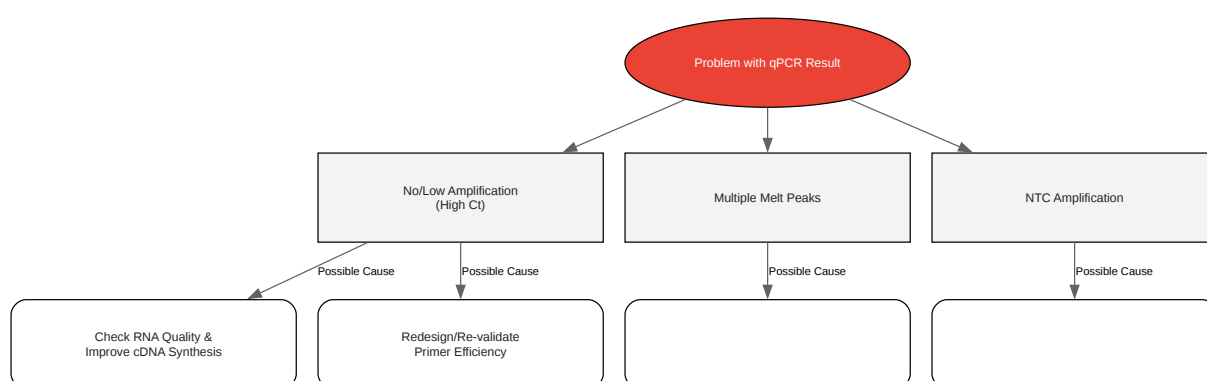 Problem with qPCR Result
No/Low Amplification
(High Ct)
Multiple Melt Peaks
NTC Amplification
Possible Cause
Possible Cause
Possible Cause
Possible Cause
Check RNA Quality &
Improve cDNA Synthesis
Redesign/Re-validate
Primer Efficiency